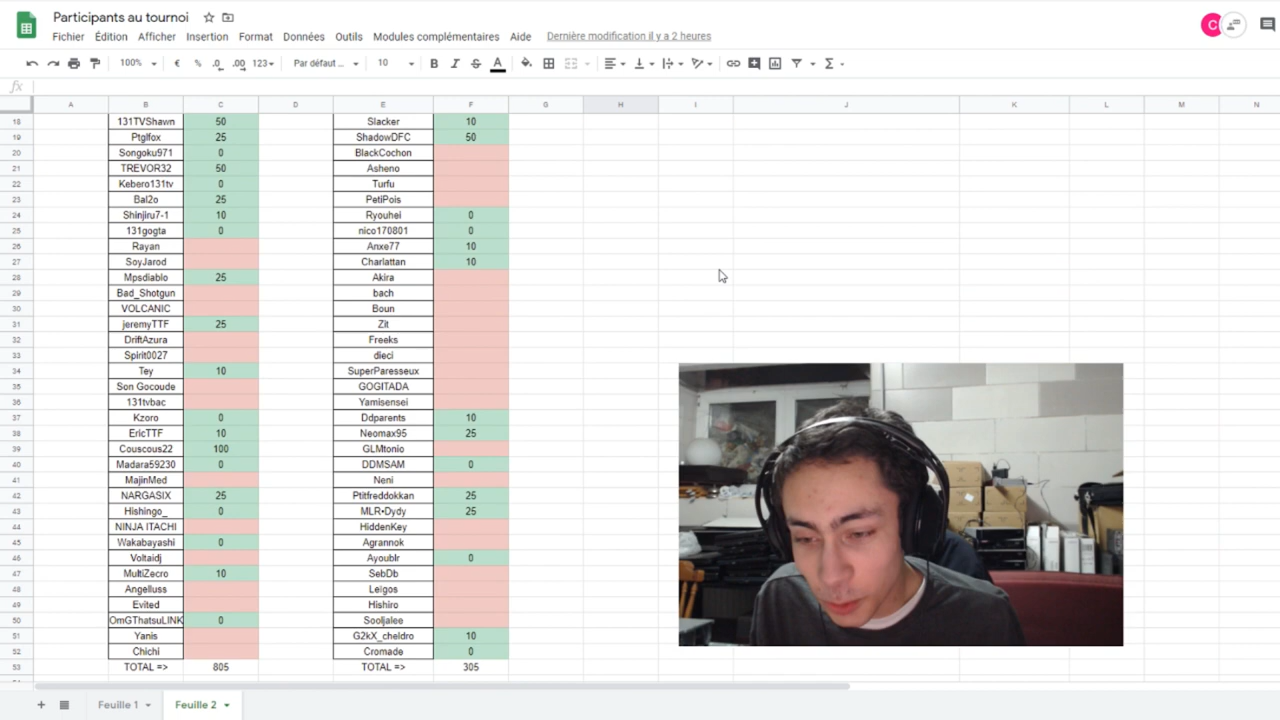 Participants au tournoi
Fichier Édition Afficher Insertion Format Données Outils Modules complémentaires Aide Dernière modification il y a 2 heures
C
100% € % .0 .00 123 Par défaut ... 10 B I S A
fx
A B C D E F G H I J K L M N
18 131TVShawn 50 Slacker 10
19 Ptglfox 25 ShadowDFC 50
20 Songoku971 0 BlackCochon
21 TREVOR32 50 Asheno
22 Kebero131tv 0 Turfu
23 Bal2o 25 PetiPois
24 Shinjiru7-1 10 Ryouhei 0
25 131gogta 0 nico170801 0
26 Rayan Anxe77 10
27 SoyJarod Charlattan 10
28 Mpsdiablo 25 Akira
29 Bad_Shotgun bach
30 VOLCANIC Boun
31 jeremyTTF 25 Zit
32 DriftAzura Freeks
33 Spirit0027 dieci
34 Tey 10 SuperParesseux
35 Son Gocoude GOGITADA
36 131tvbac Yamisensei
37 Kzoro 0 Ddparents 10
38 EricTTF 10 Neomax95 25
39 Couscous22 100 GLMtonio
40 Madara59230 0 DDMSAM 0
41 MajinMed Neni
42 NARGASIX 25 Ptitfreddokkan 25
43 Hishingo_ 0 MLR•Dydy 25
44 NINJA ITACHI HiddenKey
45 Wakabayashi 0 Agrannok
46 Voltaidj Ayoublr 0
47 MultiZecro 10 SebDb
48 Angelluss Leigos
49 Evited Hishiro
50 OmGThatsuLINK 0 Sooljalee
51 Yanis G2kX_cheldro 10
52 Chichi Cromade 0
53 TOTAL => 805 TOTAL => 305
+ Feuille 1 Feuille 2